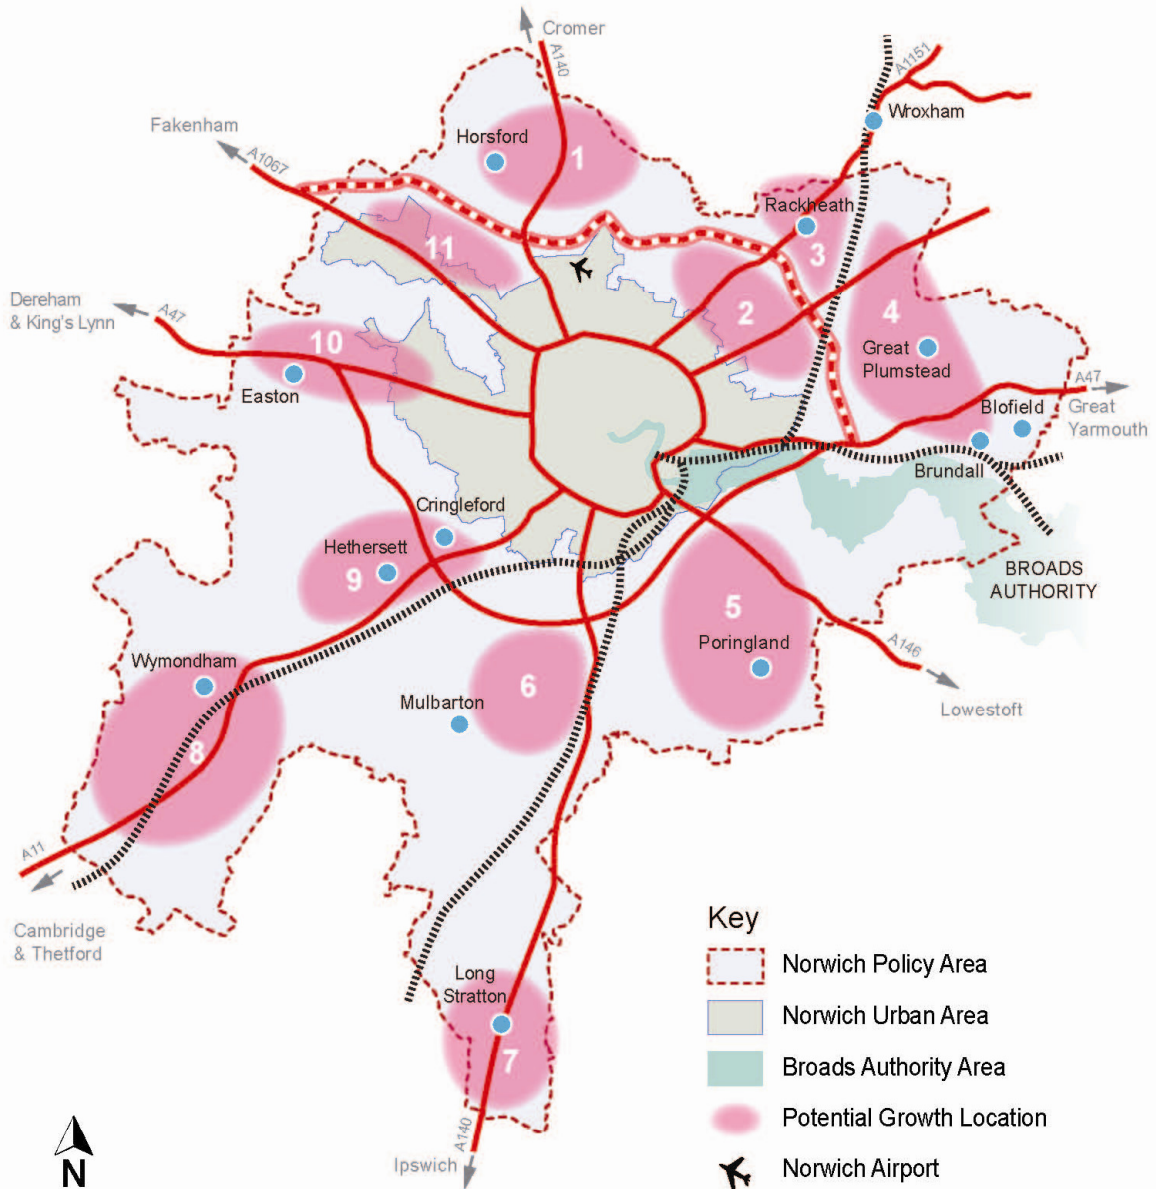 Cromer
A140
A1151
Wroxham
Fakenham
A1067
Horsford
1
Rackheath
3
11
Dereham
& King's Lynn
A47
2
4
10
Great
Plumstead
Easton
A47
Great
Yarmouth
Blofield
Brundall
Cringleford
Hethersett
9
BROADS
AUTHORITY
5
Poringland
A146
Lowestoft
Wymondham
6
Mulbarton
8
A11
Cambridge
& Thetford
Long
Stratton
7
A140
Ipswich
N
Key
Norwich Policy Area
Norwich Urban Area
Broads Authority Area
Potential Growth Location
Norwich Airport